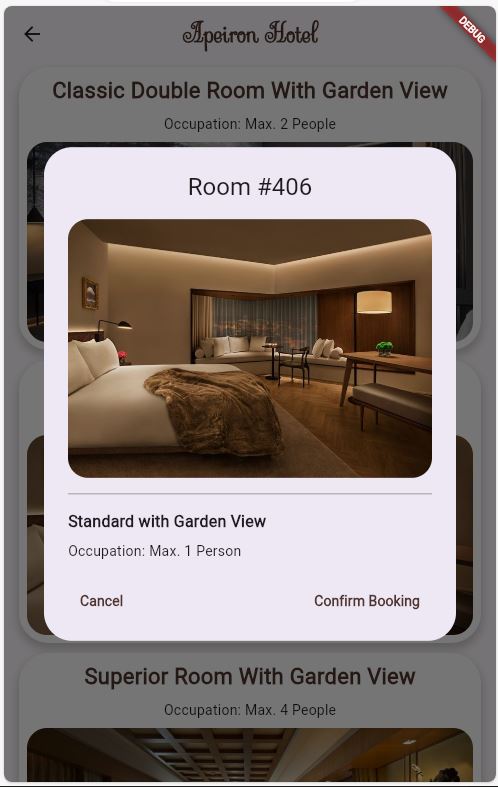 Apeiron Hotel
DEBUG
Classic Double Room With Garden View
Occupation: Max. 2 People
Room #406
Standard with Garden View
Occupation: Max. 1 Person
Cancel
Confirm Booking
Superior Room With Garden View
Occupation: Max. 4 People